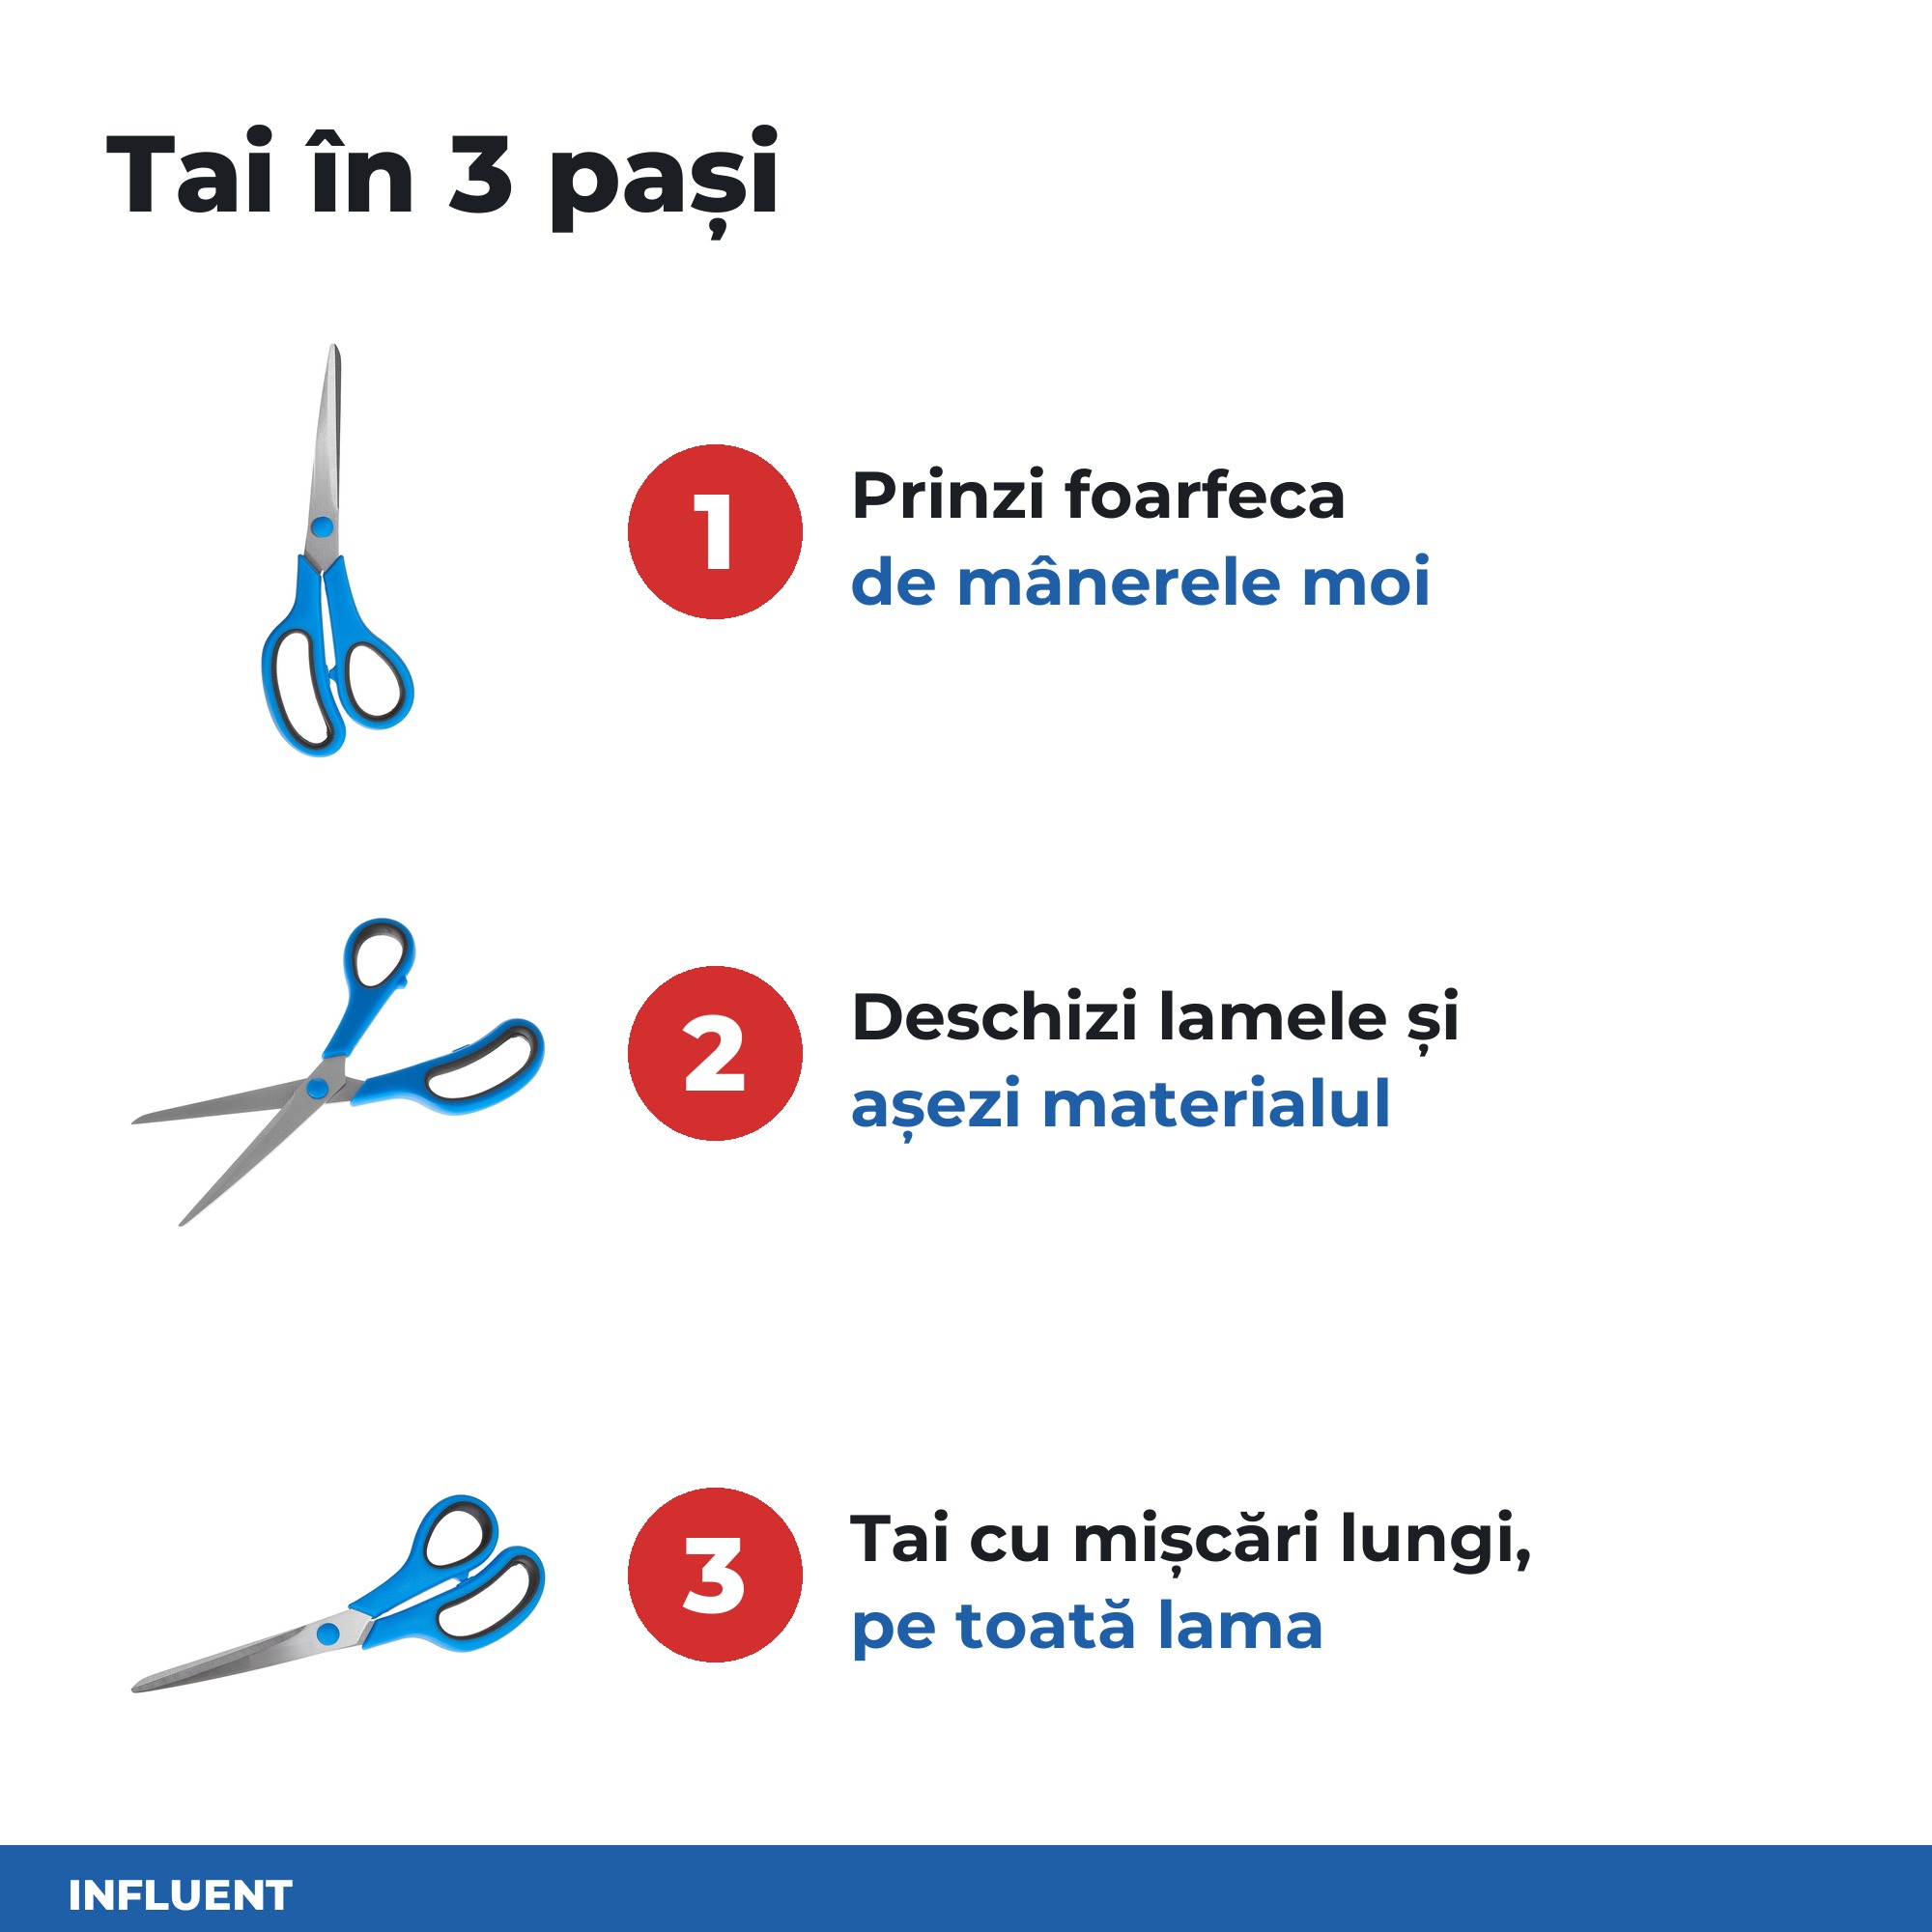 Tai în 3 pași
1
Prinzi foarfeca
de mânerele moi
2
Deschizi lamele și
așezi materialul
3
Tai cu mișcări lungi,
pe toată lama
INFLUENT